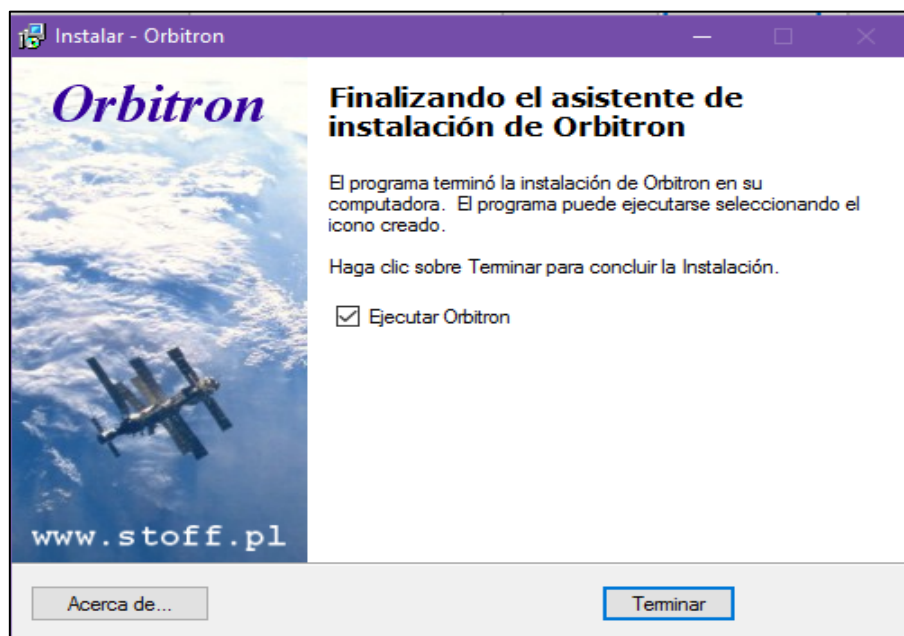 Instalar - Orbitron
Orbitron
www.stoff.pl
Finalizando el asistente de
instalación de Orbitron
El programa terminó la instalación de Orbitron en su
computadora. El programa puede ejecutarse seleccionando el
icono creado.
Haga clic sobre Terminar para concluir la Instalación.
Ejecutar Orbitron
Acerca de...
Terminar